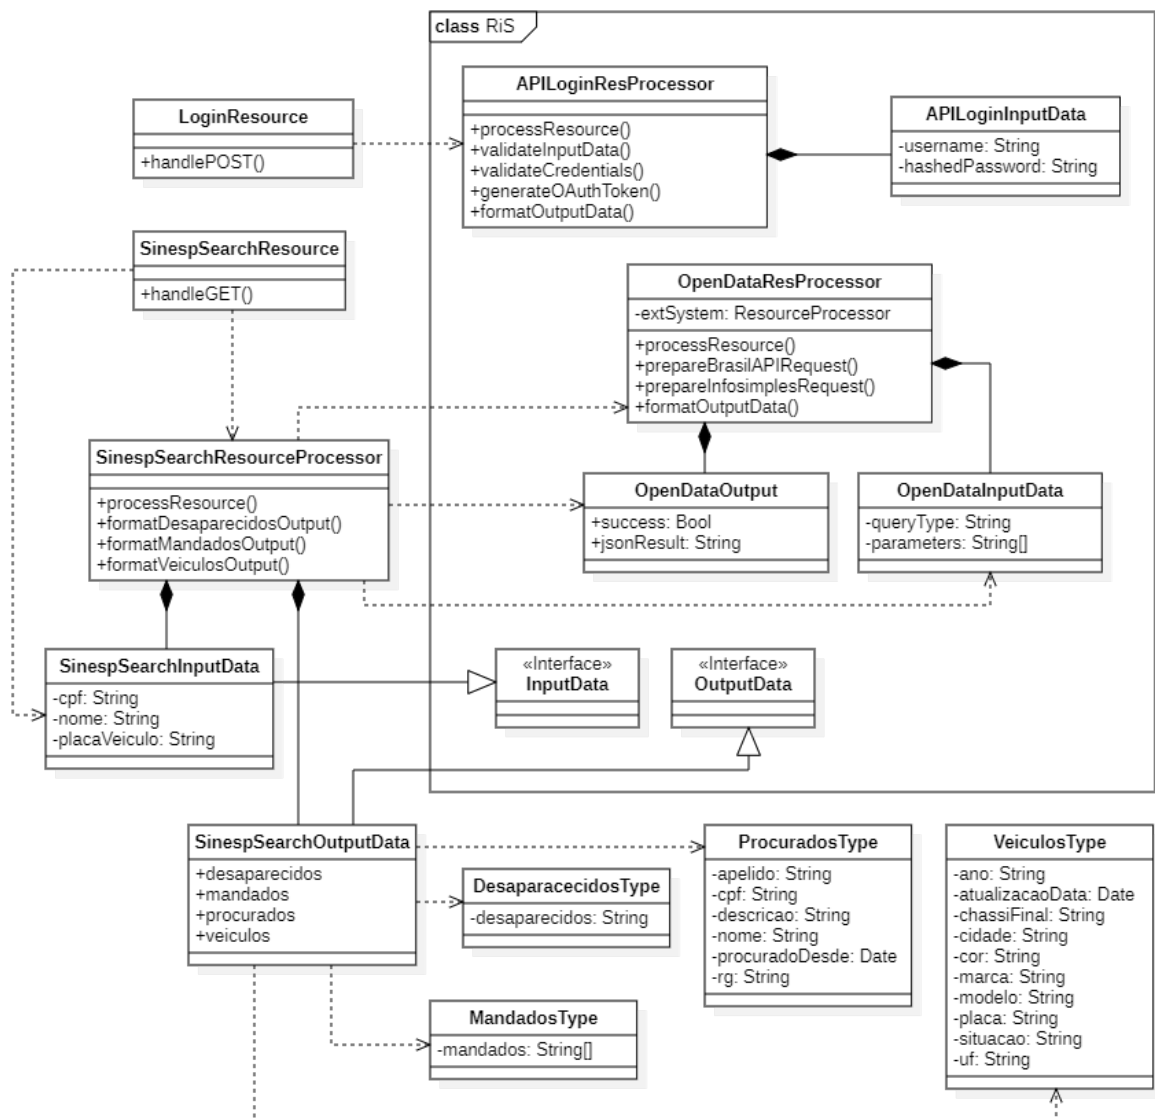 class RiS
APILoginResProcessor
+processResource()
+validateInputData()
+validateCredentials()
+generateOAuthToken()
+formatOutputData()
APILoginInputData
-username: String
-hashedPassword: String
LoginResource
+handlePOST()
SinespSearchResource
+handleGET()
OpenDataResProcessor
-extSystem: ResourceProcessor
+processResource()
+prepareBrasilAPIRequest()
+prepareInfosimplesRequest()
+formatOutputData()
SinespSearchResourceProcessor
+processResource()
+formatDesaparecidosOutput()
+formatMandadosOutput()
+formatVeiculosOutput()
OpenDataOutput
+success: Bool
+jsonResult: String
OpenDataInputData
-queryType: String
-parameters: String[]
SinespSearchInputData
-cpf: String
-nome: String
-placaVeiculo: String
«Interface»
InputData
«Interface»
OutputData
SinespSearchOutputData
+desaparecidos
+mandados
+procurados
+veiculos
DesaparacecidosType
-desaparecidos: String
MandadosType
-mandados: String[]
ProcuradosType
-apelido: String
-cpf: String
-descricao: String
-nome: String
-procuradoDesde: Date
-rg: String
VeiculosType
-ano: String
-atualizacaoData: Date
-chassiFinal: String
-cidade: String
-cor: String
-marca: String
-modelo: String
-placa: String
-situacao: String
-uf: String